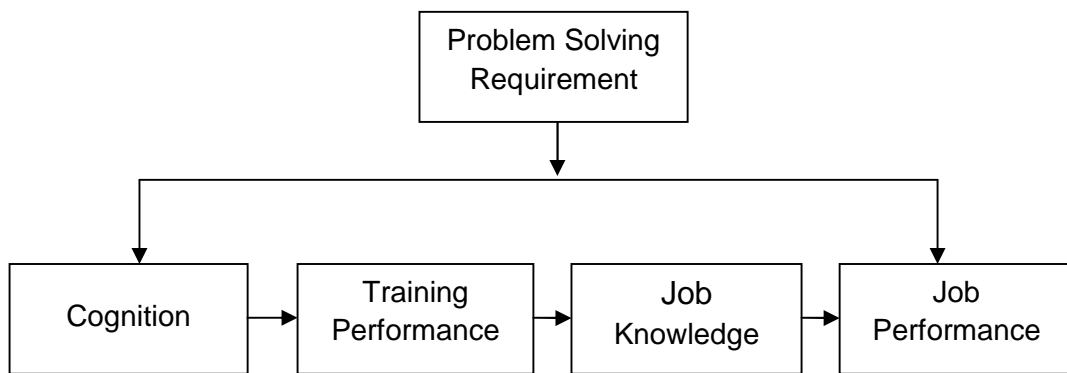 Problem Solving
Requirement
Cognition
Training
Performance
Job
Knowledge
Job
Performance